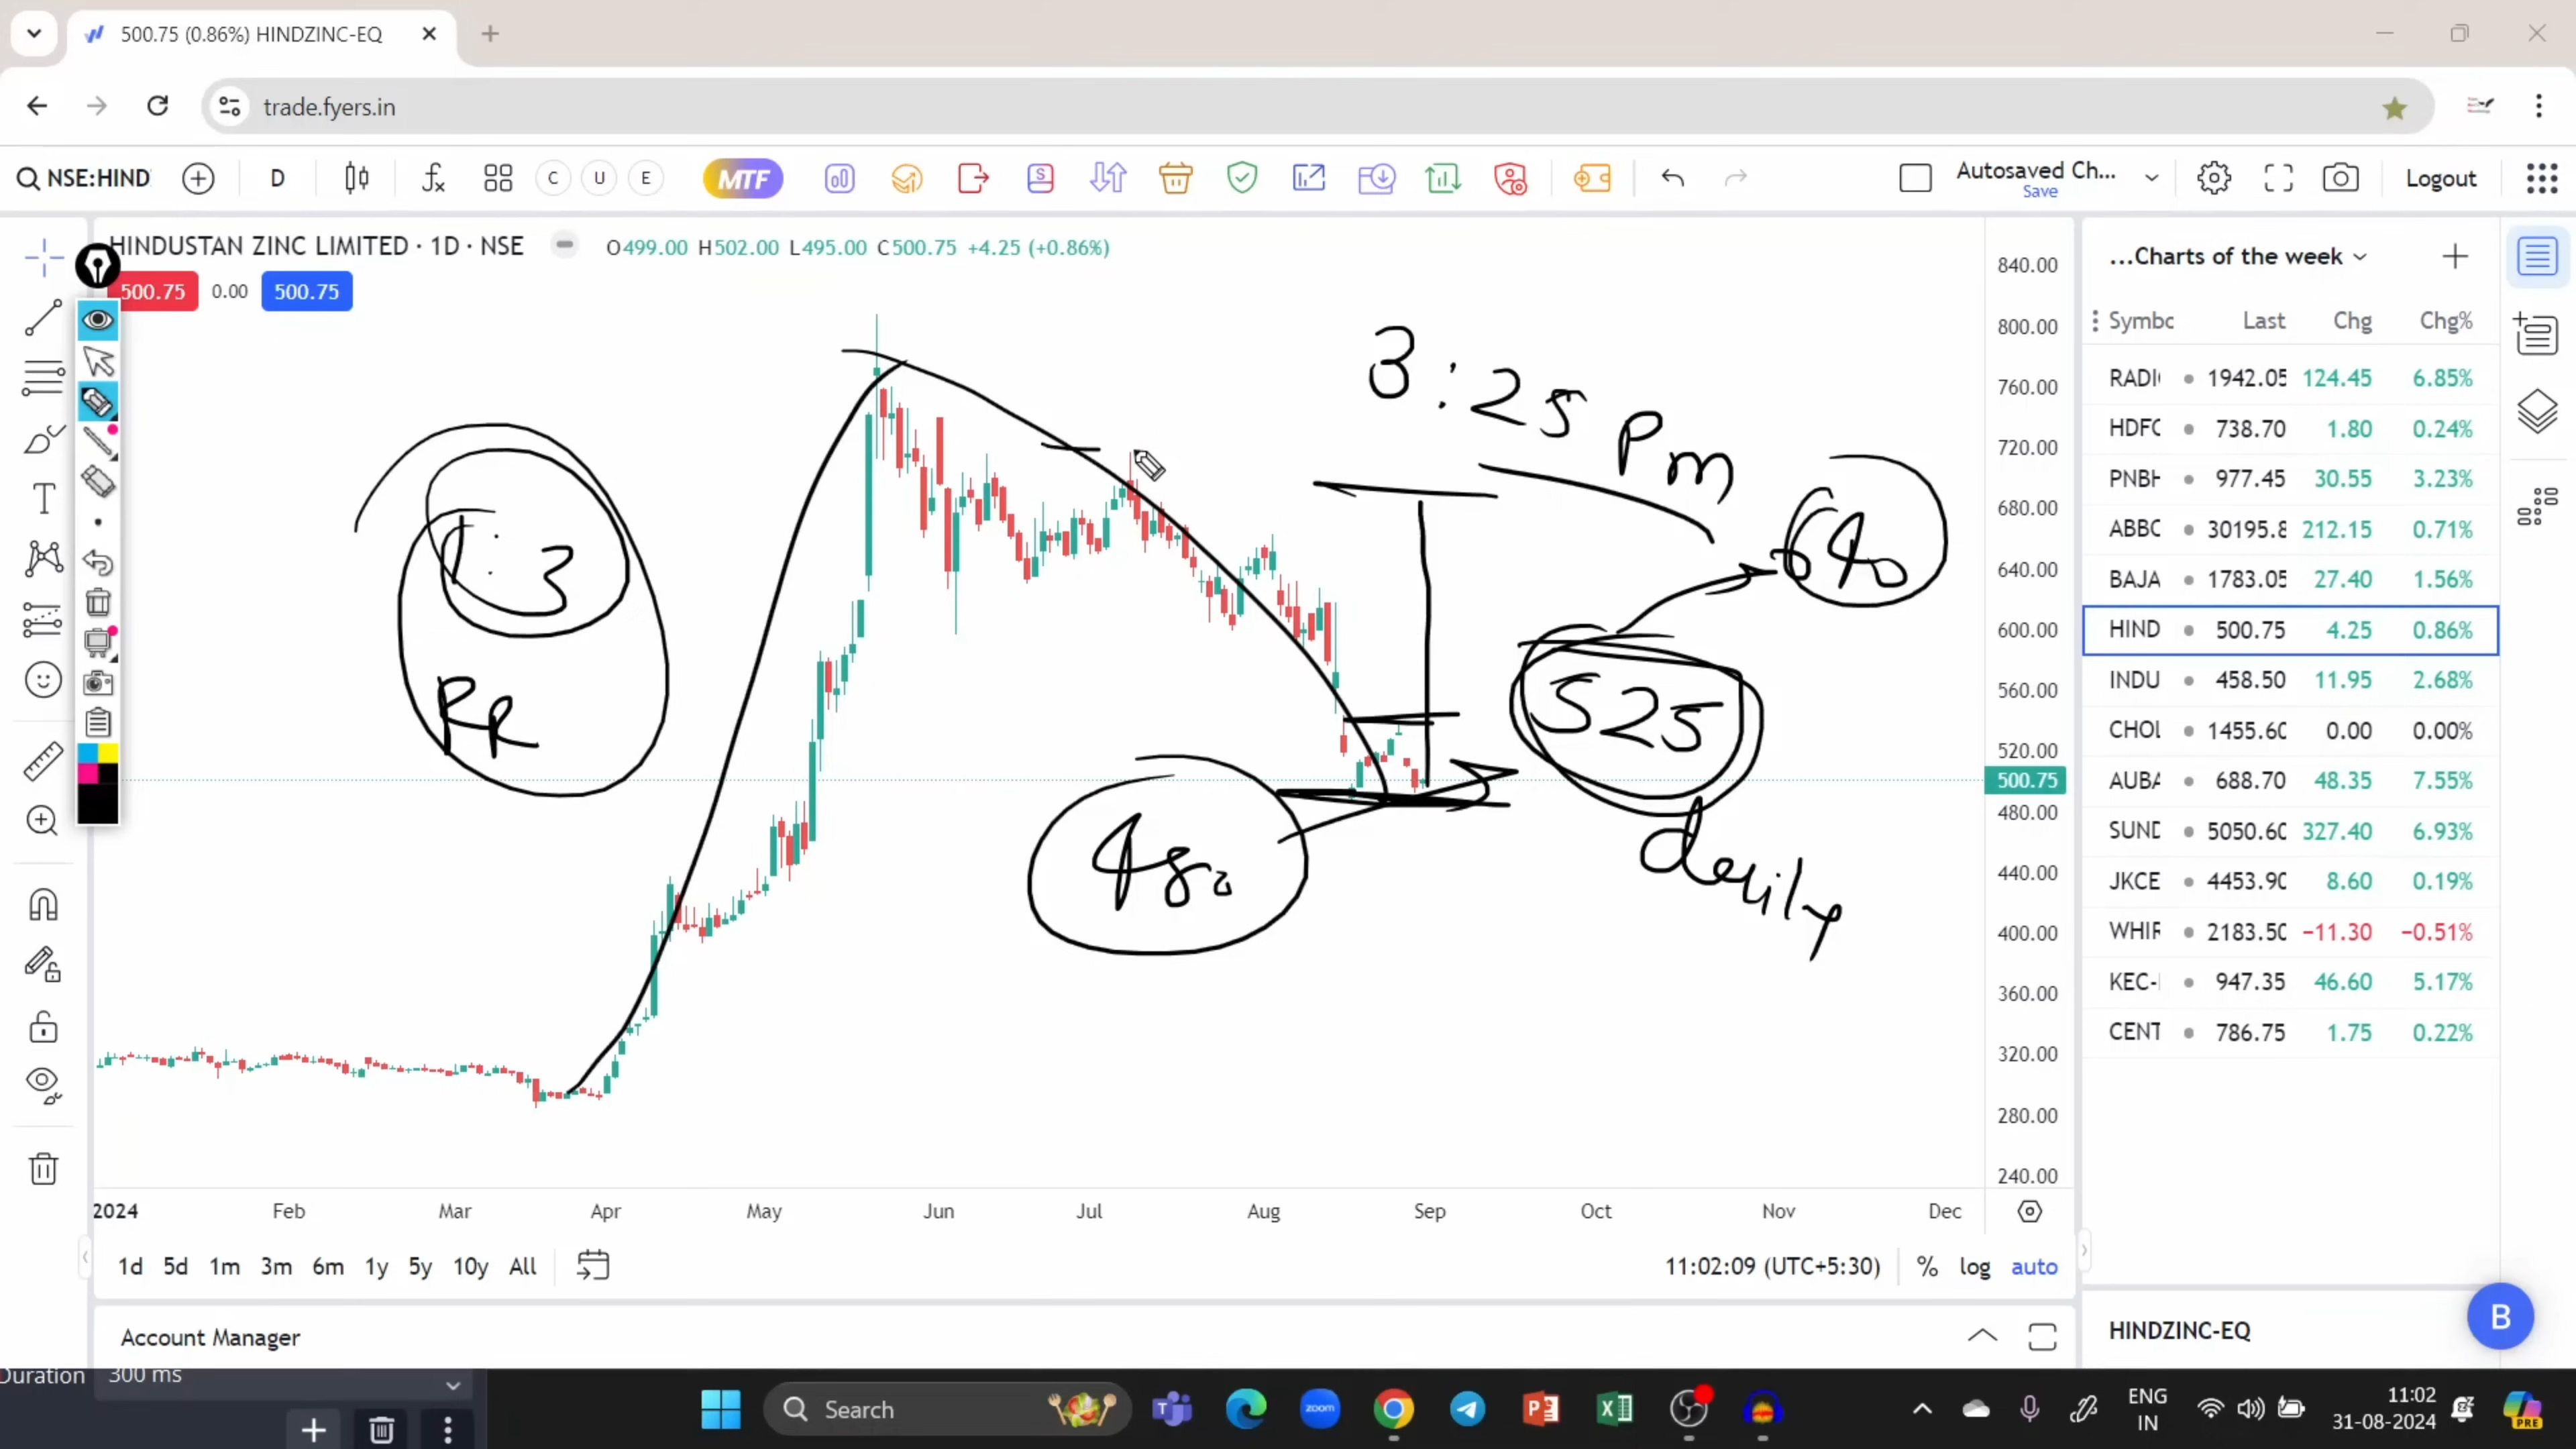 500.75 (0.86%) HINDZINC-EQ
trade.fyers.in
NSE:HIND
D
C U E
MTF
Autosaved Ch...
Save
Logout
HINDUSTAN ZINC LIMITED · 1D · NSE
O499.00 H502.00 L495.00 C500.75 +4.25 (+0.86%)
500.75 0.00 500.75
3:25 Pm
1:3
RR
640
525
480
840.00
800.00
760.00
720.00
680.00
640.00
600.00
560.00
520.00
500.75
480.00
440.00
400.00
360.00
320.00
280.00
240.00
2024 Feb Mar Apr May Jun Jul Aug Sep Oct Nov Dec
1d 5d 1m 3m 6m 1y 5y 10y All
11:02:09 (UTC+5:30) % log auto
Account Manager
...Charts of the week
Symbc Last Chg Chg%
RADI 1942.05 124.45 6.85%
HDFC 738.70 1.80 0.24%
PNBH 977.45 30.55 3.23%
ABBC 30195.8 212.15 0.71%
BAJA 1783.05 27.40 1.56%
HIND 500.75 4.25 0.86%
INDU 458.50 11.95 2.68%
CHOL 1455.60 0.00 0.00%
AUBA 688.70 48.35 7.55%
SUND 5050.60 327.40 6.93%
JKCE 4453.90 8.60 0.19%
WHIR 2183.50 −11.30 −0.51%
KEC- 947.35 46.60 5.17%
CENT 786.75 1.75 0.22%
HINDZINC-EQ
B
Duration 300 ms
Search
zoom
ENG
IN
11:02
31-08-2024
PRE